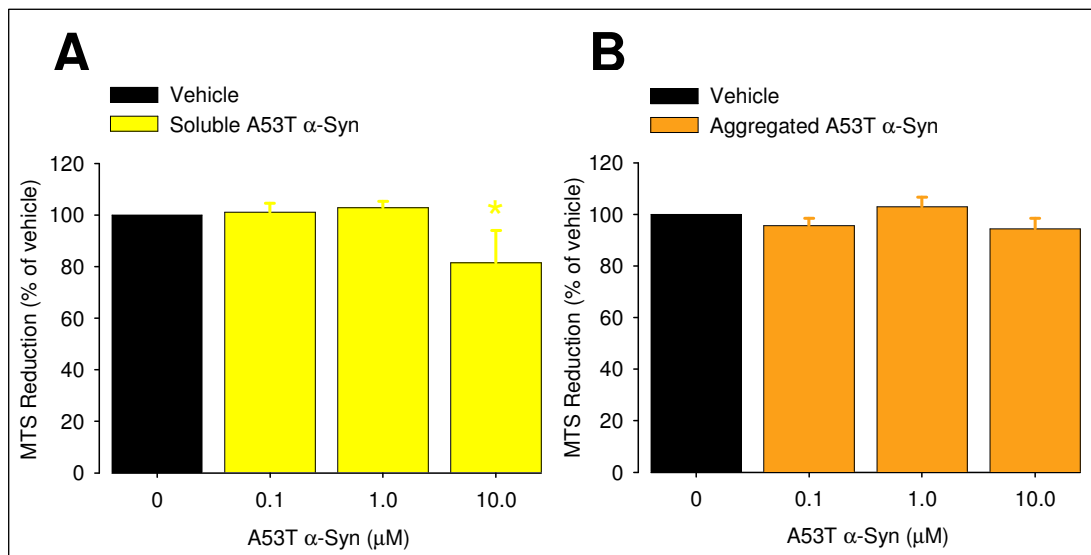 A
Vehicle
Soluble A53T α-Syn
MTS Reduction (% of vehicle)
120
100
80
60
40
20
0
*
0 0.1 1.0 10.0
A53T α-Syn (μM)
B
Vehicle
Aggregated A53T α-Syn
MTS Reduction (% of vehicle)
120
100
80
60
40
20
0
0 0.1 1.0 10.0
A53T α-Syn (μM)